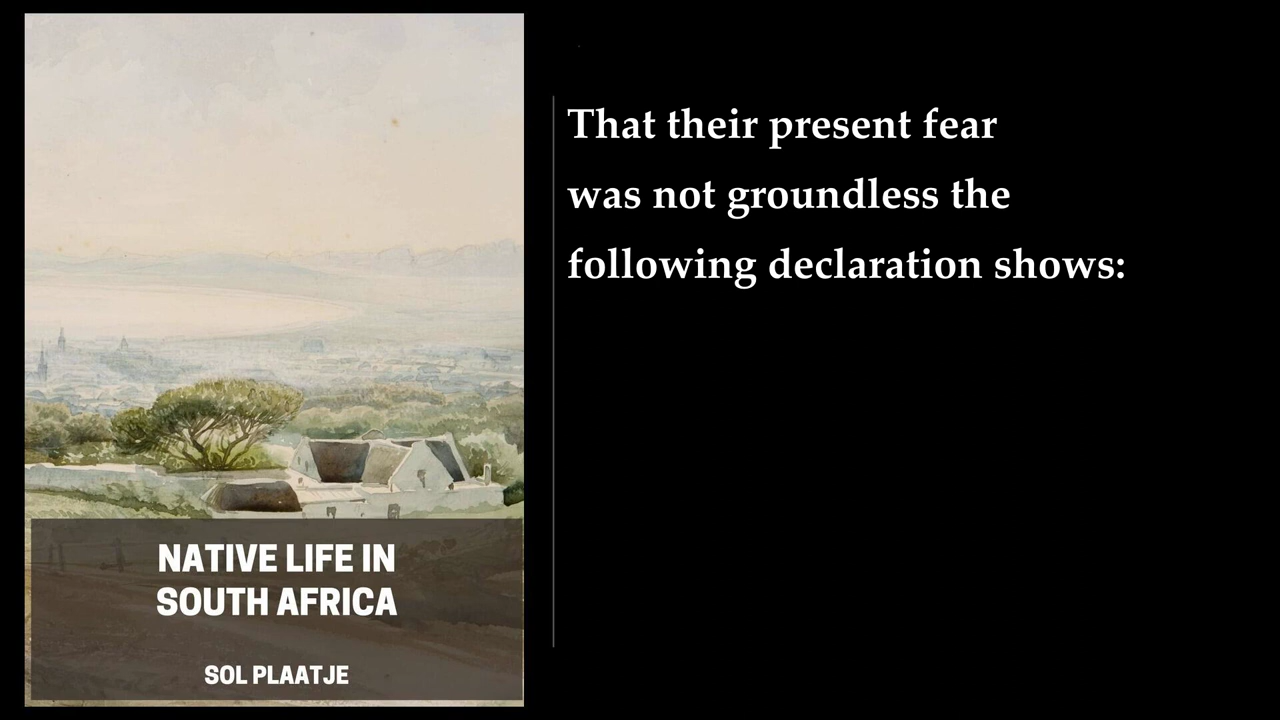 That their present fear
was not groundless the
following declaration shows:
NATIVE LIFE IN
SOUTH AFRICA
SOL PLAATJE